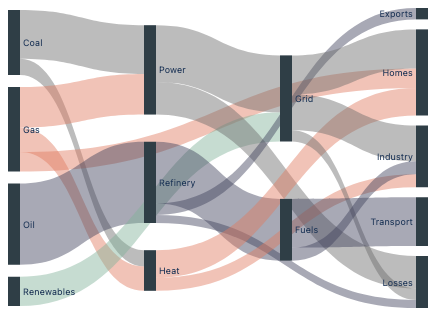 Coal
Gas
Oil
Renewables
Power
Refinery
Heat
Grid
Fuels
Exports
Homes
Industry
Transport
Losses